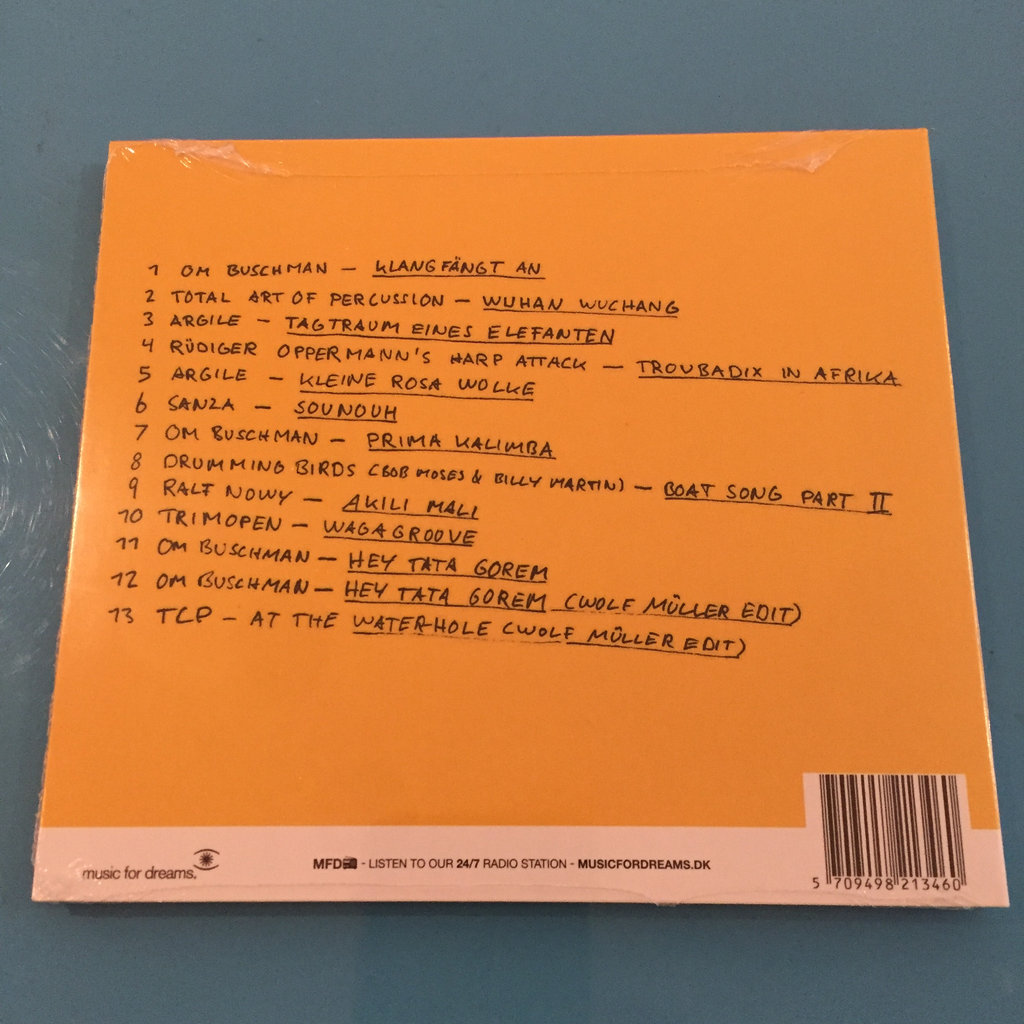 1 OM BUSCHMAN – KLANGFÄNGT AN
2 TOTAL ART OF PERCUSSION – WUHAN WUCHANG
3 ARGILE – TAGTRAUM EINES ELEFANTEN
4 RÜDIGER OPPERMANN'S HARP ATTACK – TROUBADIX IN AFRIKA
5 ARGILE – KLEINE ROSA WOLKE
6 SANZA – SOUNOUH
7 OM BUSCHMAN – PRIMA KALIMBA
8 DRUMMING BIRDS (BOB MOSES & BILLY MARTIN) – BOAT SONG PART II
9 RALF NOWY – AKILI MALI
10 TRIMOPEN – WAGAGROOVE
11 OM BUSCHMAN – HEY TATA GOREM
12 OM BUSCHMAN – HEY TATA GOREM (WOLF MÜLLER EDIT)
13 TCP – AT THE WATER-HOLE (WOLF MÜLLER EDIT)
music for dreams.
MFD - LISTEN TO OUR 24/7 RADIO STATION - MUSICFORDREAMS.DK
5 709498 213460